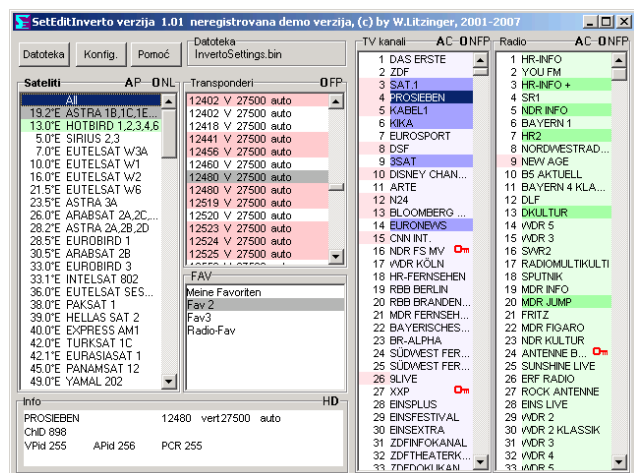 SetEditInverto verzija 1.01 neregistrovana demo verzija, (c) by W.Litzinger, 2001-2007
Datoteka
Konfig.
Pomoć
Datoteka
InvertoSettings.bin
Sateliti
A P - O N L
All
19.2°E ASTRA 1B,1C,1E...
13.0°E HOTBIRD 1,2,3,4,6
5.0°E SIRIUS 2,3
7.0°E EUTELSAT W3A
10.0°E EUTELSAT W1
16.0°E EUTELSAT W2
21.5°E EUTELSAT W6
23.5°E ASTRA 3A
26.0°E ARABSAT 2A,2C,...
28.2°E ASTRA 2A,2B,2D
28.5°E EUROBIRD 1
30.5°E ARABSAT 2B
33.0°E EUROBIRD 3
33.1°E INTELSAT 802
36.0°E EUTELSAT SES...
38.0°E PAKSAT 1
39.0°E HELLAS SAT 2
40.0°E EXPRESS AM1
42.0°E TURKSAT 1C
42.1°E EURASIASAT 1
45.0°E PANAMSAT 12
49.0°E YAMAL 202
Transponderi
O F P
12402 V 27500 auto
12402 V 27500 auto
12418 V 27500 auto
12441 V 27500 auto
12456 V 27500 auto
12460 V 27500 auto
12480 V 27500 auto
12480 V 27500 auto
12519 V 27500 auto
12520 V 27500 auto
12523 V 27500 auto
12524 V 27500 auto
12525 V 27500 auto
FAV
Meine Favoriten
Fav 2
Fav3
Radio-Fav
Info
H D
PROSIEBEN 12480 vert 27500 auto
ChID 898
VPid 255 APid 256 PCR 255
TV kanali
A C - O N F P
1 DAS ERSTE
2 ZDF
3 SAT.1
4 PROSIEBEN
5 KABEL1
6 KIKA
7 EUROSPORT
8 DSF
9 3SAT
10 DISNEY CHAN...
11 ARTE
12 N24
13 BLOOMBERG ...
14 EURONEWS
15 CNN INT.
16 NDR FS MV
17 WDR KÖLN
18 HR-FERNSEHEN
19 RBB BERLIN
20 RBB BRANDEN...
21 MDR FERNSEH...
22 BAYERISCHES...
23 BR-ALPHA
24 SÜDWEST FER...
25 SÜDWEST FER...
26 9LIVE
27 XXP
28 EINSPLUS
29 EINSFESTIVAL
30 EINSEXTRA
31 ZDFINFOKANAL
32 ZDFTHEATERK...
33 ZDFDOKUKAN...
Radio
A C - O N F P
1 HR-INFO
2 YOU FM
3 HR-INFO +
4 SR1
5 NDR INFO
6 BAYERN 1
7 HR2
8 NORDWESTRAD...
9 NEW AGE
10 B5 AKTUELL
11 BAYERN 4 KLA...
12 DLF
13 DKULTUR
14 WDR 5
15 WDR 3
16 SWR2
17 RADIOMULTIKULTI
18 SPUTNIK
19 MDR INFO
20 MDR JUMP
21 FRITZ
22 MDR FIGARO
23 NDR KULTUR
24 ANTENNE B...
25 SUNSHINE LIVE
26 ERF RADIO
27 ROCK ANTENNE
28 EINS LIVE
29 WDR 2
30 WDR 2 KLASSIK
31 WDR 3
32 WDR 4
33 WDR 5